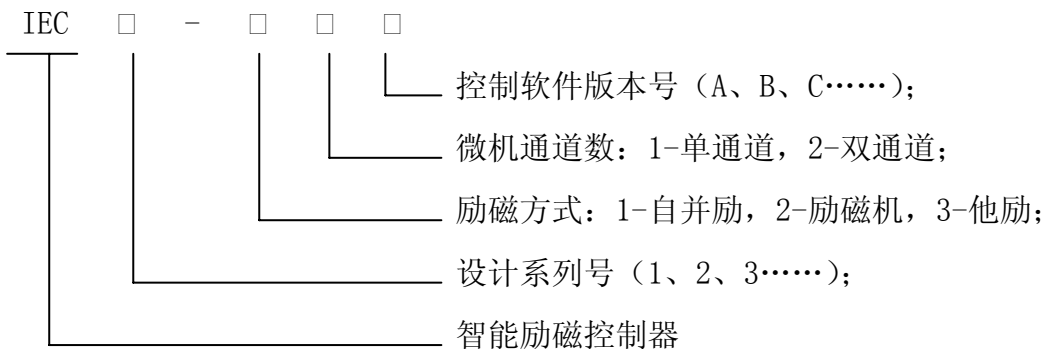 IEC □ - □ □ □
控制软件版本号（A、B、C……）；
微机通道数：1-单通道，2-双通道；
励磁方式：1-自并励，2-励磁机，3-他励；
设计系列号（1、2、3……）；
智能励磁控制器